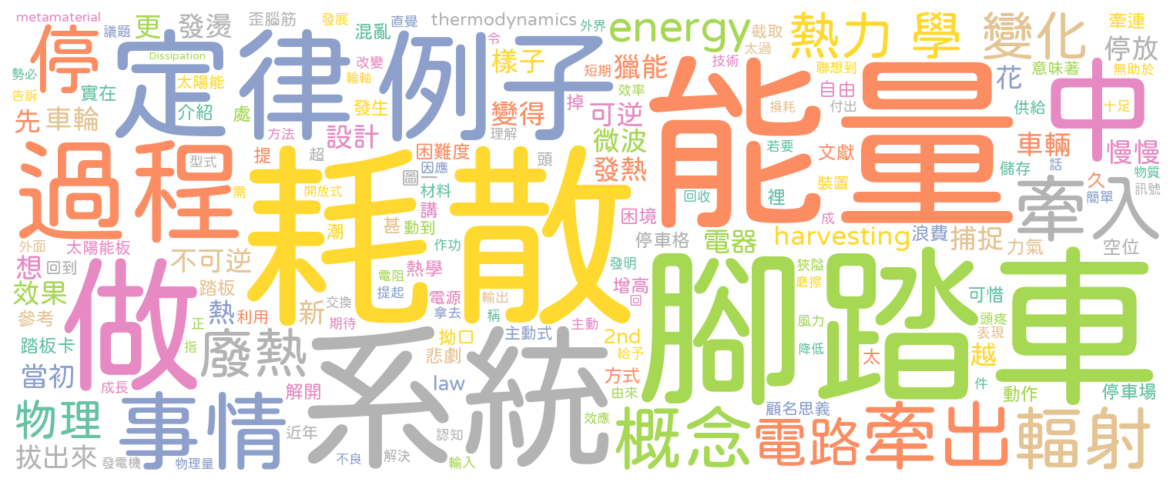 metamaterial
議題
停
更
發燙
歪腦筋
發展
直覺
thermodynamics
令
外界
energy
截取
太過
熱力
學
變化
牽連
停放
Dissipation
定律
例子
混亂
改變
輪軸
樣子
短期
獵能
技術
效率
聯想到
花
意味著
無助於
勢必
告訴
太陽能
實在
介紹
處
發生
變得
掉
可逆
能量
損耗
自由
付出
供給
十足
中
先
車輪
方法
設計
理解
微波
若要
文獻
車輛
慢慢
過程
型式
提
超
耗散
困難度
因應
頭
發熱
回收
裡
裝置
儲存
久
話
物質
簡單
訊號
需
開放式
圖一
材料
講
甚
動到
潮
困境
成
牽入
外面
太陽能板
不可逆
作功
停車格
電器
harvesting
浪費
捕捉
力氣
空位
想
回到
踏板
熱學
電阻
提起
發明
增高
回
狹隘
磨擦
效果
做
熱
利用
新
交換
期待
電源
拿去
輸出
稱
腳踏車
可惜
參考
正
指
主動式
主動
2nd
給予
風力
頭疼
表現
踏板卡
廢熱
系統
拗口
悲劇
降低
太
越
當初
成長
解開
law
方式
由來
件
動作
停車場
物理
事情
近年
認知
效應
概念
顧名思義
電路
牽出
輻射
拔出來
發電機
物理量
不良
解決
輸入